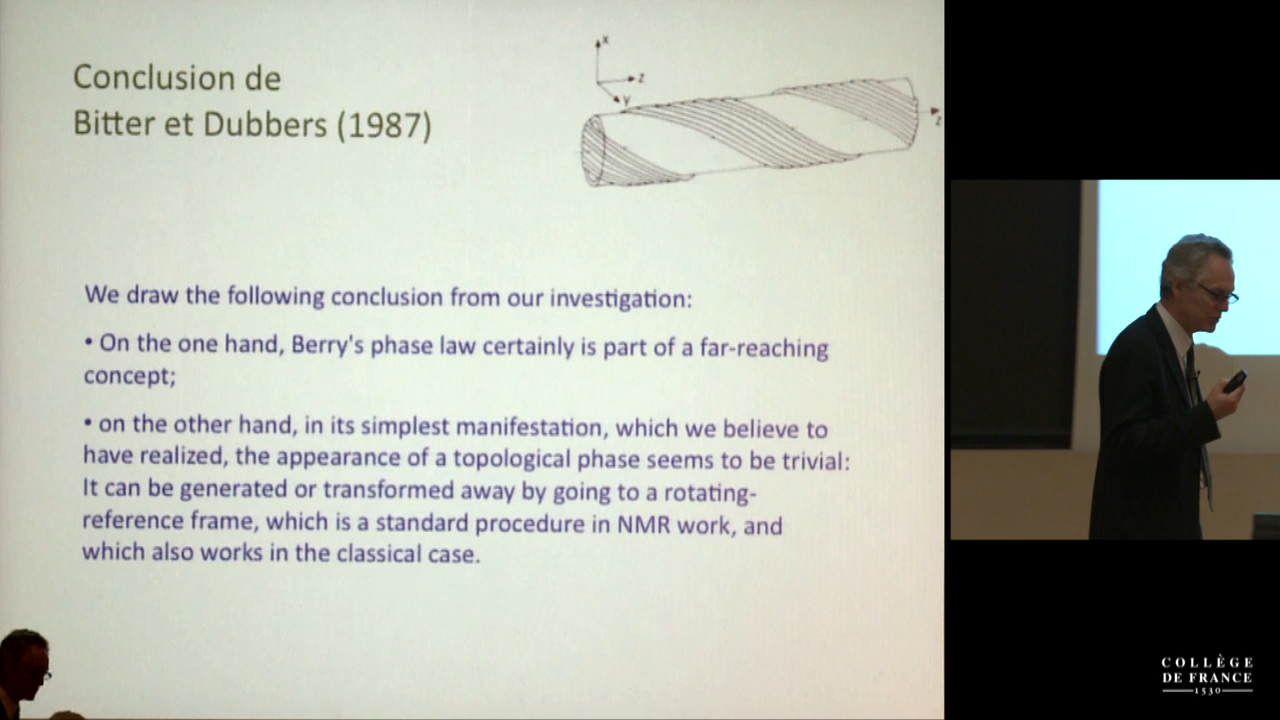 Conclusion de
Bitter et Dubbers (1987)
x
z
y
z
We draw the following conclusion from our investigation:
• On the one hand, Berry's phase law certainly is part of a far-reaching
concept;
• on the other hand, in its simplest manifestation, which we believe to
have realized, the appearance of a topological phase seems to be trivial:
It can be generated or transformed away by going to a rotating-
reference frame, which is a standard procedure in NMR work, and
which also works in the classical case.
COLLÈGE
DE FRANCE
1530